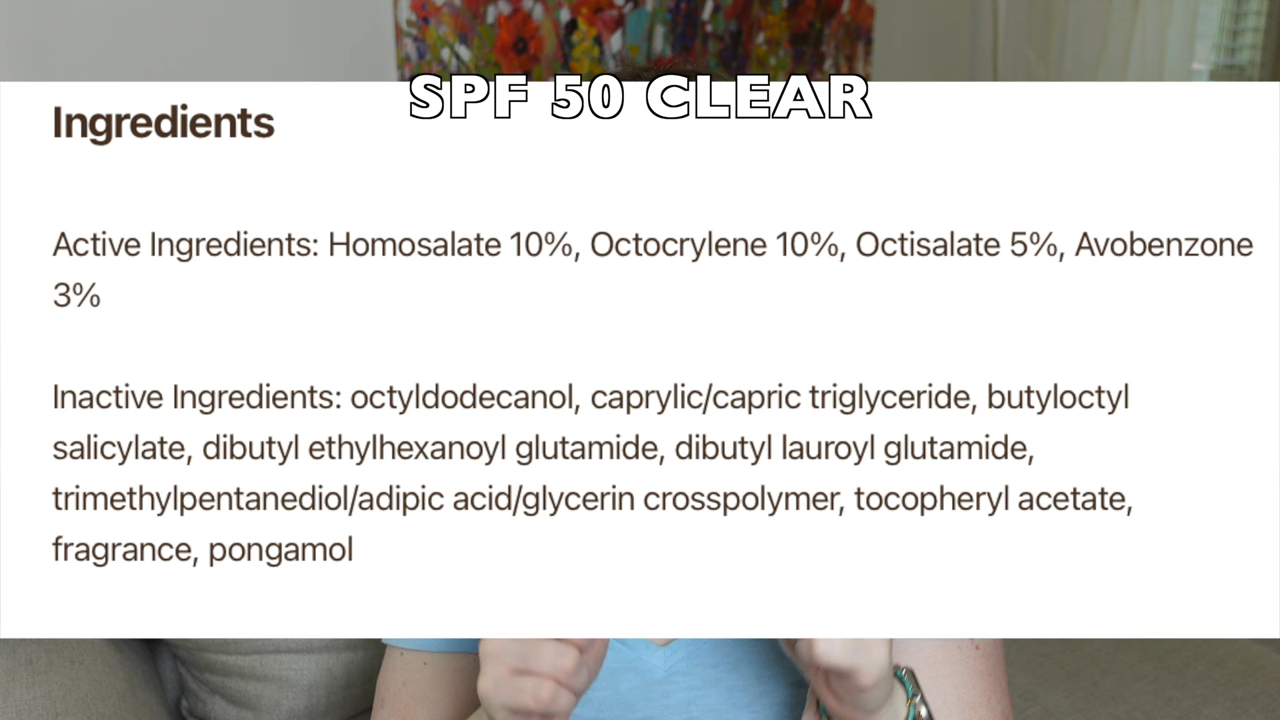 SPF 50 CLEAR
Ingredients
Active Ingredients: Homosalate 10%, Octocrylene 10%, Octisalate 5%, Avobenzone
3%
Inactive Ingredients: octyldodecanol, caprylic/capric triglyceride, butyloctyl
salicylate, dibutyl ethylhexanoyl glutamide, dibutyl lauroyl glutamide,
trimethylpentanediol/adipic acid/glycerin crosspolymer, tocopheryl acetate,
fragrance, pongamol